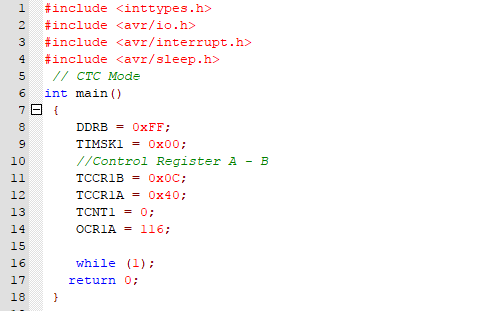 1 #include <inttypes.h>
2 #include <avr/io.h>
3 #include <avr/interrupt.h>
4 #include <avr/sleep.h>
5 // CTC Mode
6 int main()
7 {
8 DDRB = 0xFF;
9 TIMSK1 = 0x00;
10 //Control Register A - B
11 TCCR1B = 0x0C;
12 TCCR1A = 0x40;
13 TCNT1 = 0;
14 OCR1A = 116;
15
16 while (1);
17 return 0;
18 }